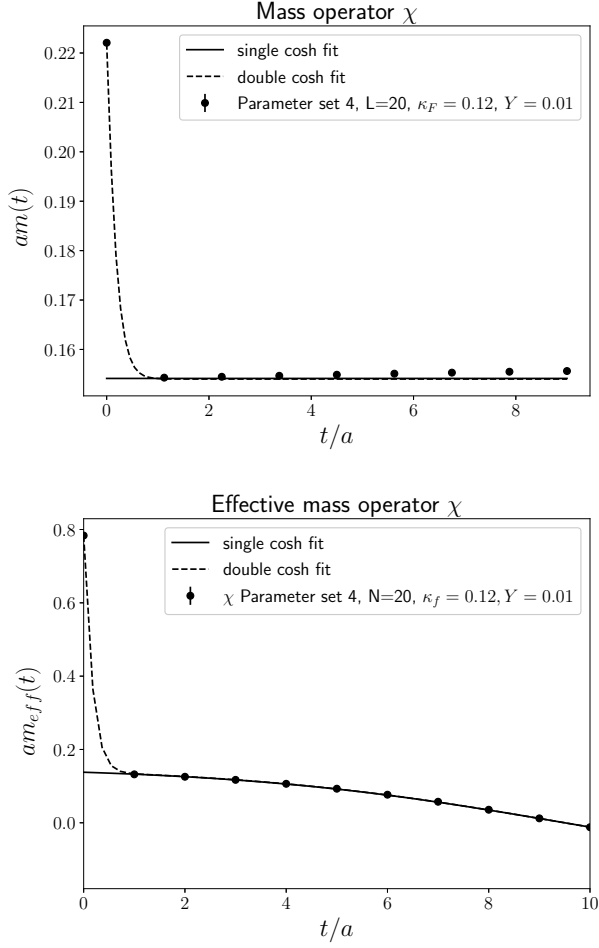 Mass operator χ
single cosh fit
double cosh fit
Parameter set 4, L=20, κ_F = 0.12, Y = 0.01
am(t)
0.22
0.21
0.20
0.19
0.18
0.17
0.16
0 2 4 6 8
t/a
Effective mass operator χ
single cosh fit
double cosh fit
χ Parameter set 4, N=20, κ_f = 0.12, Y = 0.01
am_{eff}(t)
0.8
0.6
0.4
0.2
0.0
0 2 4 6 8 10
t/a